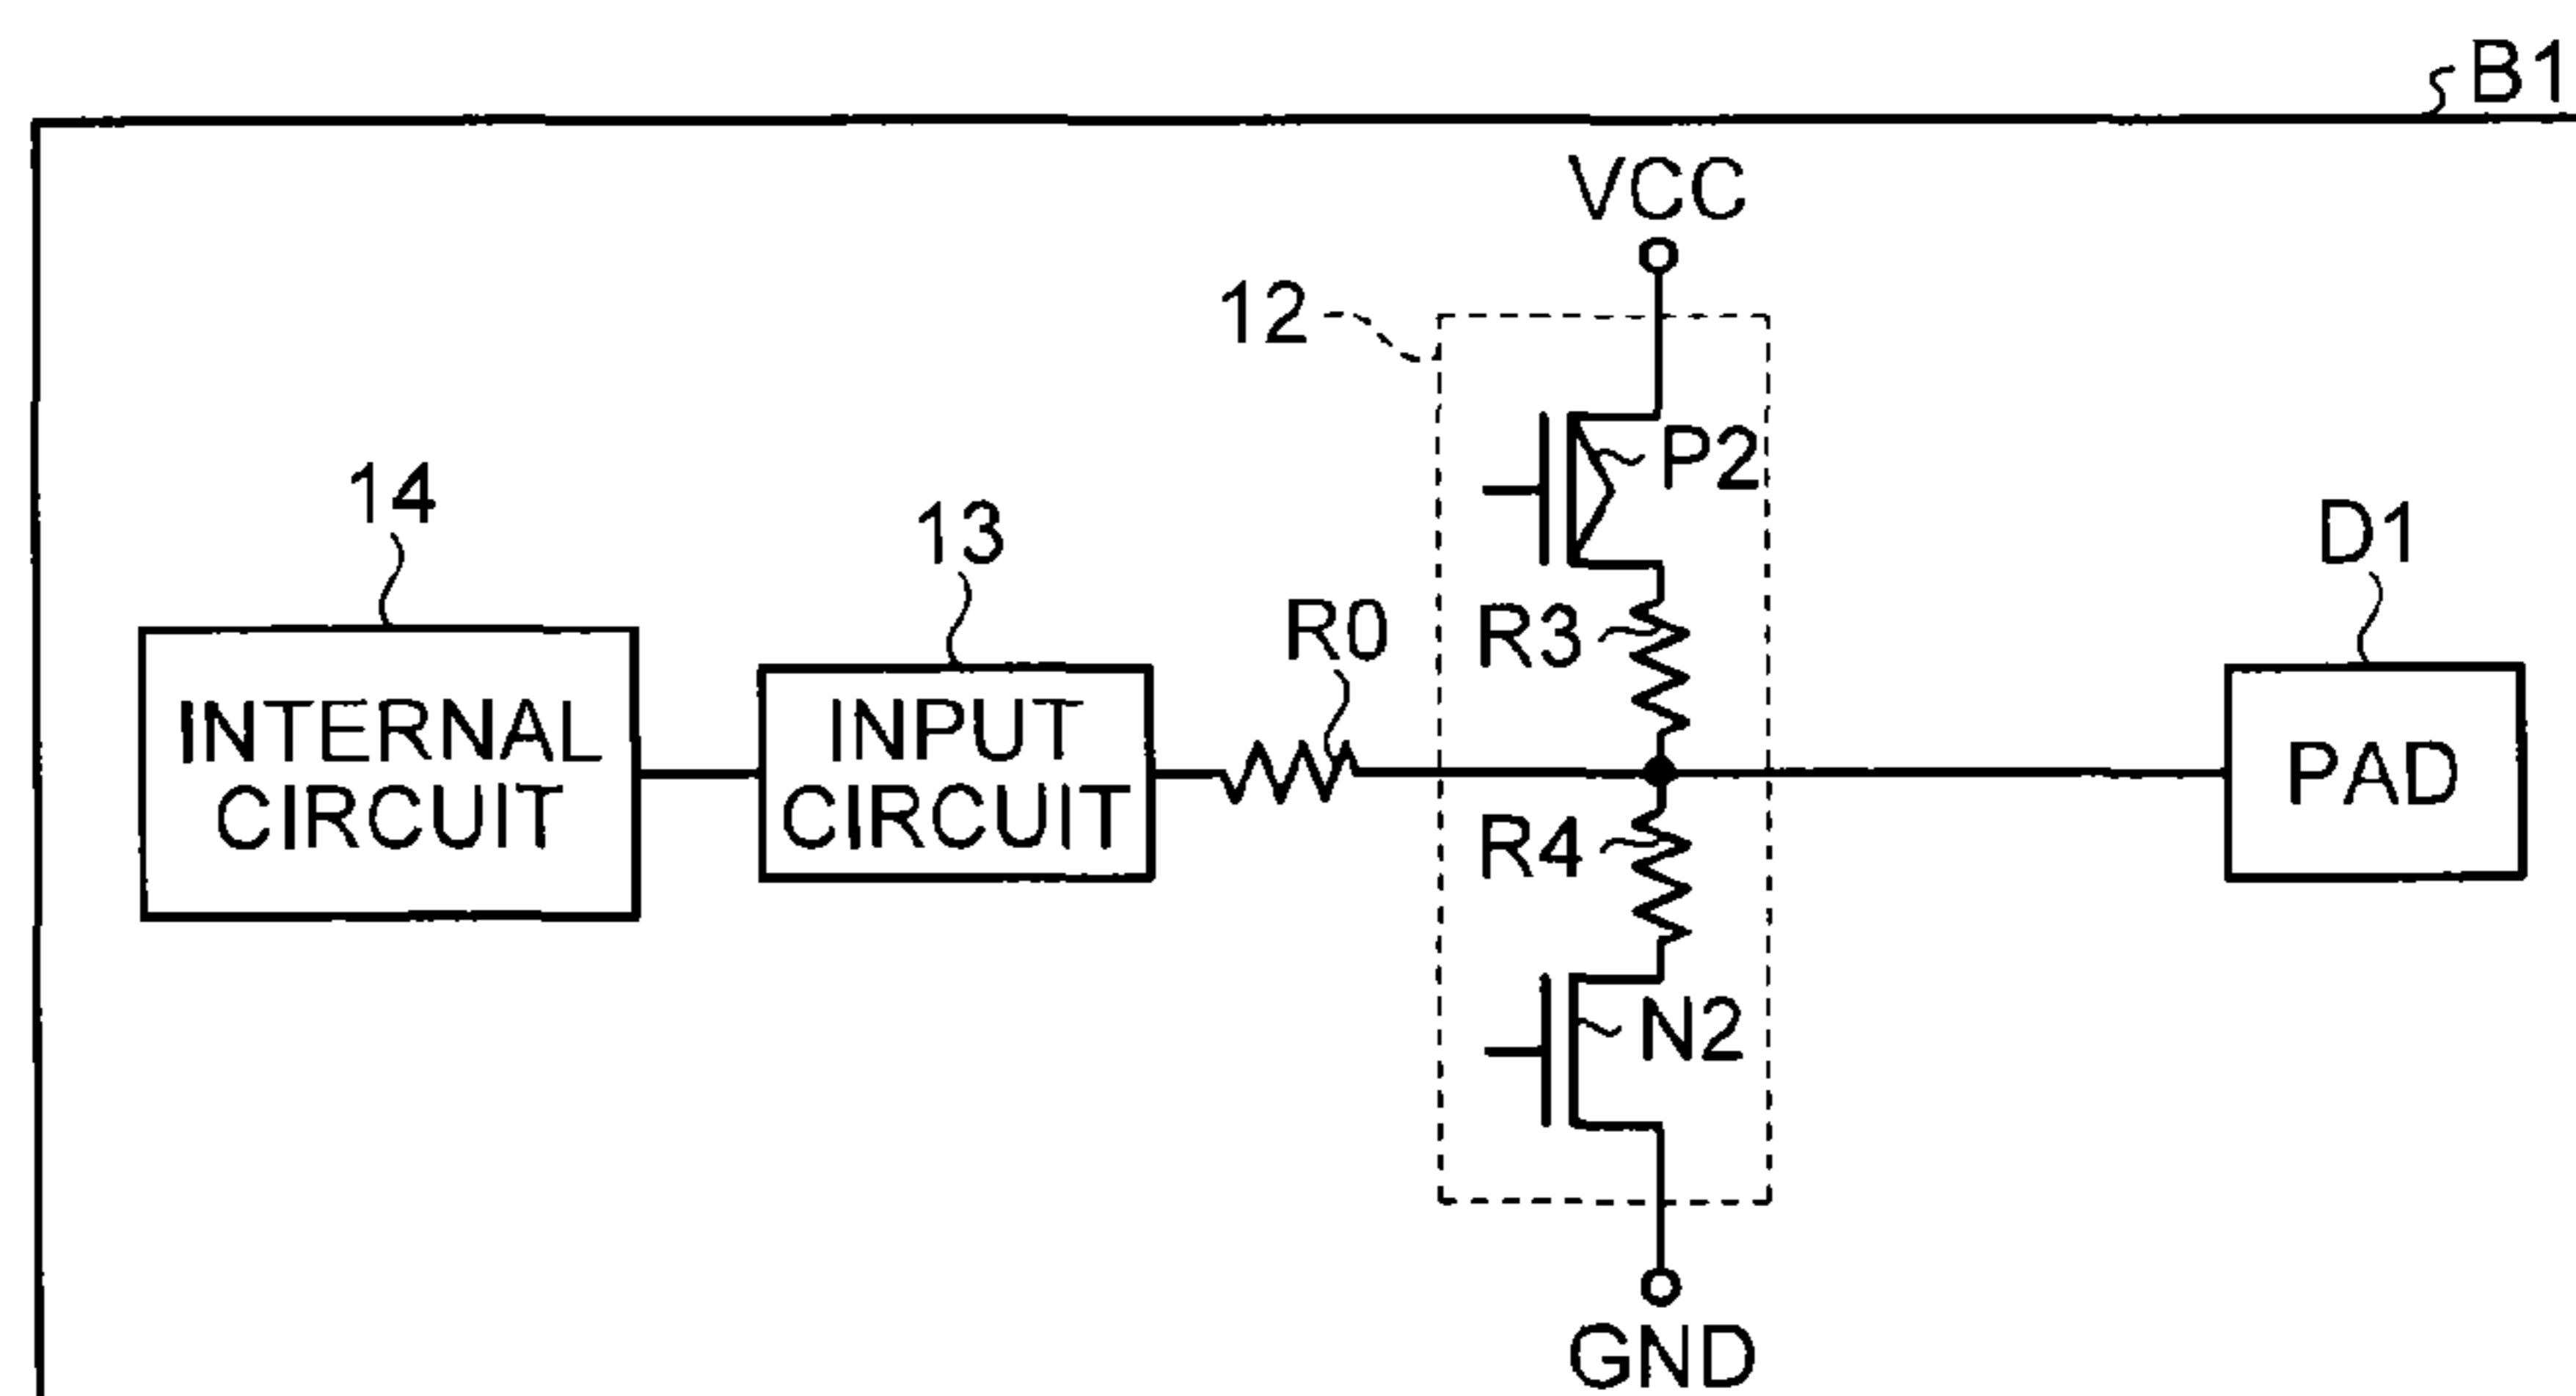 B1
VCC
12
P2
14
13
D1
R0
R3
INTERNAL
CIRCUIT
INPUT
CIRCUIT
PAD
R4
N2
GND